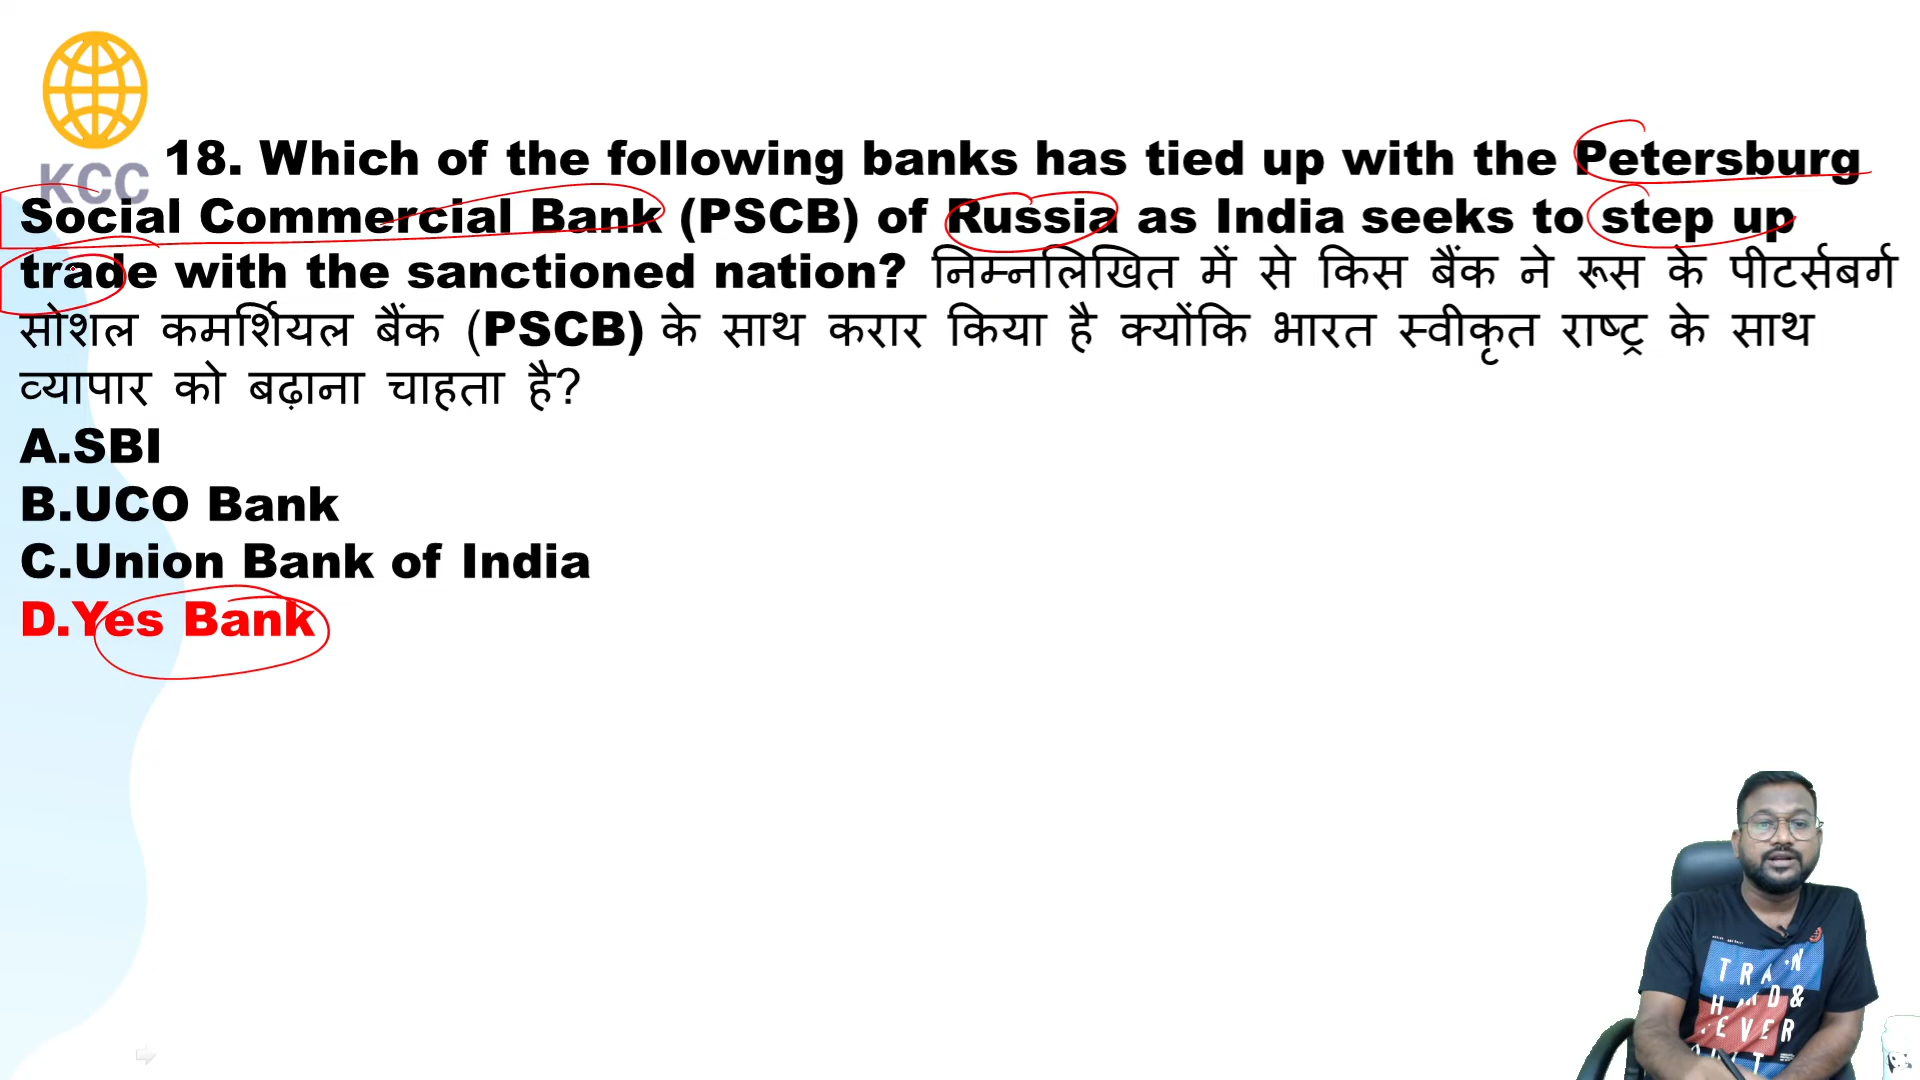 KCC
18. Which of the following banks has tied up with the Petersburg
Social Commercial Bank (PSCB) of Russia as India seeks to step up
trade with the sanctioned nation? निम्नलिखित में से किस बैंक ने रूस के पीटर्सबर्ग
सोशल कमर्शियल बैंक (PSCB) के साथ करार किया है क्योंकि भारत स्वीकृत राष्ट्र के साथ
व्यापार को बढ़ाना चाहता है?
A.SBI
B.UCO Bank
C.Union Bank of India
D.Yes Bank